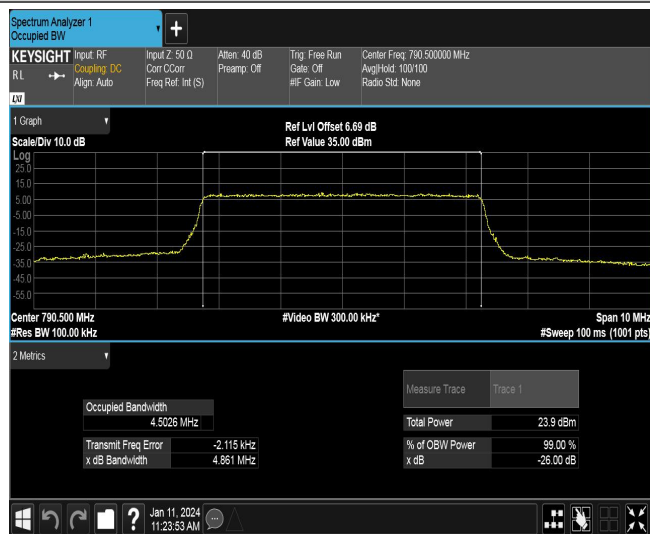 Spectrum Analyzer 1
Occupied BW
+
KEYSIGHT
RL
LXI
Input: RF
Coupling: DC
Align: Auto
Input Z: 50 Ω
Corr CCorr
Freq Ref: Int (S)
Atten: 40 dB
Preamp: Off
Trig: Free Run
Gate: Off
#IF Gain: Low
Center Freq: 790.500000 MHz
Avg|Hold: 100/100
Radio Std: None
1 Graph
Scale/Div 10.0 dB
Ref Lvl Offset 6.69 dB
Ref Value 35.00 dBm
Log
25.0
15.0
5.00
-5.00
-15.0
-25.0
-35.0
-45.0
-55.0
Center 790.500 MHz
#Res BW 100.00 kHz
#Video BW 300.00 kHz*
Span 10 MHz
#Sweep 100 ms (1001 pts)
2 Metrics
Measure Trace Trace 1
Occupied Bandwidth
4.5026 MHz
Total Power 23.9 dBm
Transmit Freq Error -2.115 kHz
x dB Bandwidth 4.861 MHz
% of OBW Power 99.00 %
x dB -26.00 dB
?
Jan 11, 2024
11:23:53 AM